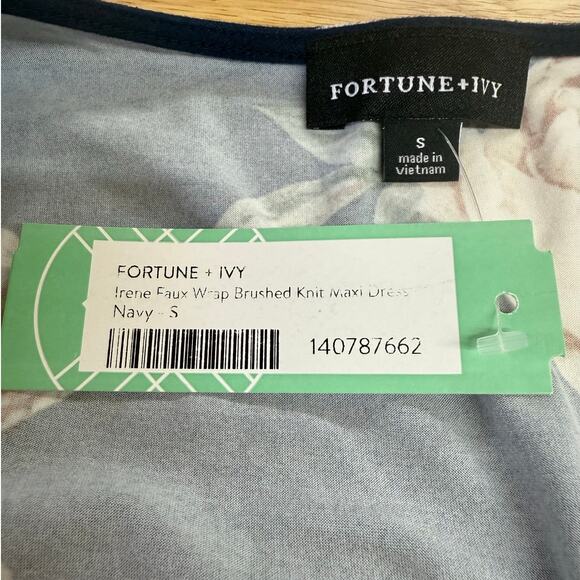 FORTUNE+IVY
S
made in
vietnam
FORTUNE + IVY
Irene Faux Wrap Brushed Knit Maxi Dress
Navy - S
140787662